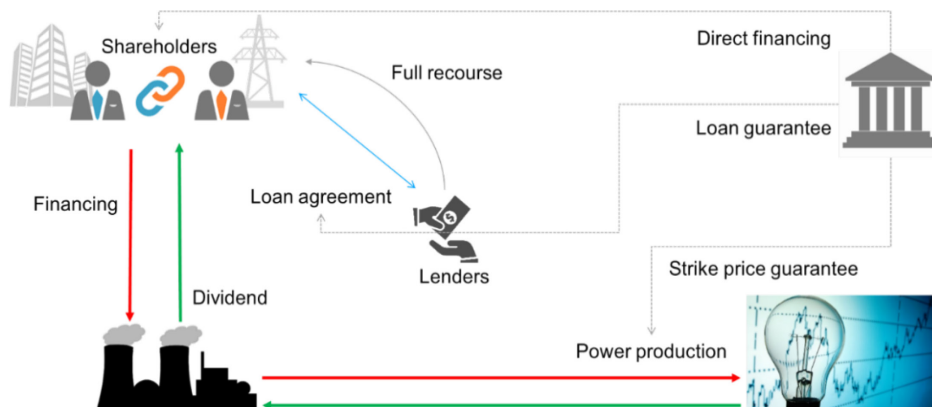 Shareholders
Direct financing
Full recourse
Loan guarantee
Loan agreement
Financing
Strike price guarantee
Lenders
Dividend
Power production